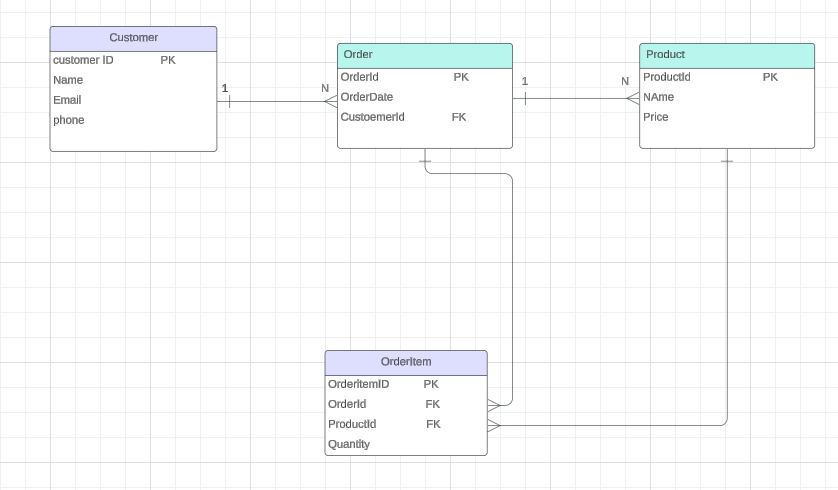 Customer
customer ID PK
Name
Email
phone
1
N
Order
OrderId PK
OrderDate
CustoemerId FK
1
N
Product
ProductId PK
NAme
Price
OrderItem
OrderitemID PK
OrderId FK
ProductId FK
Quantity